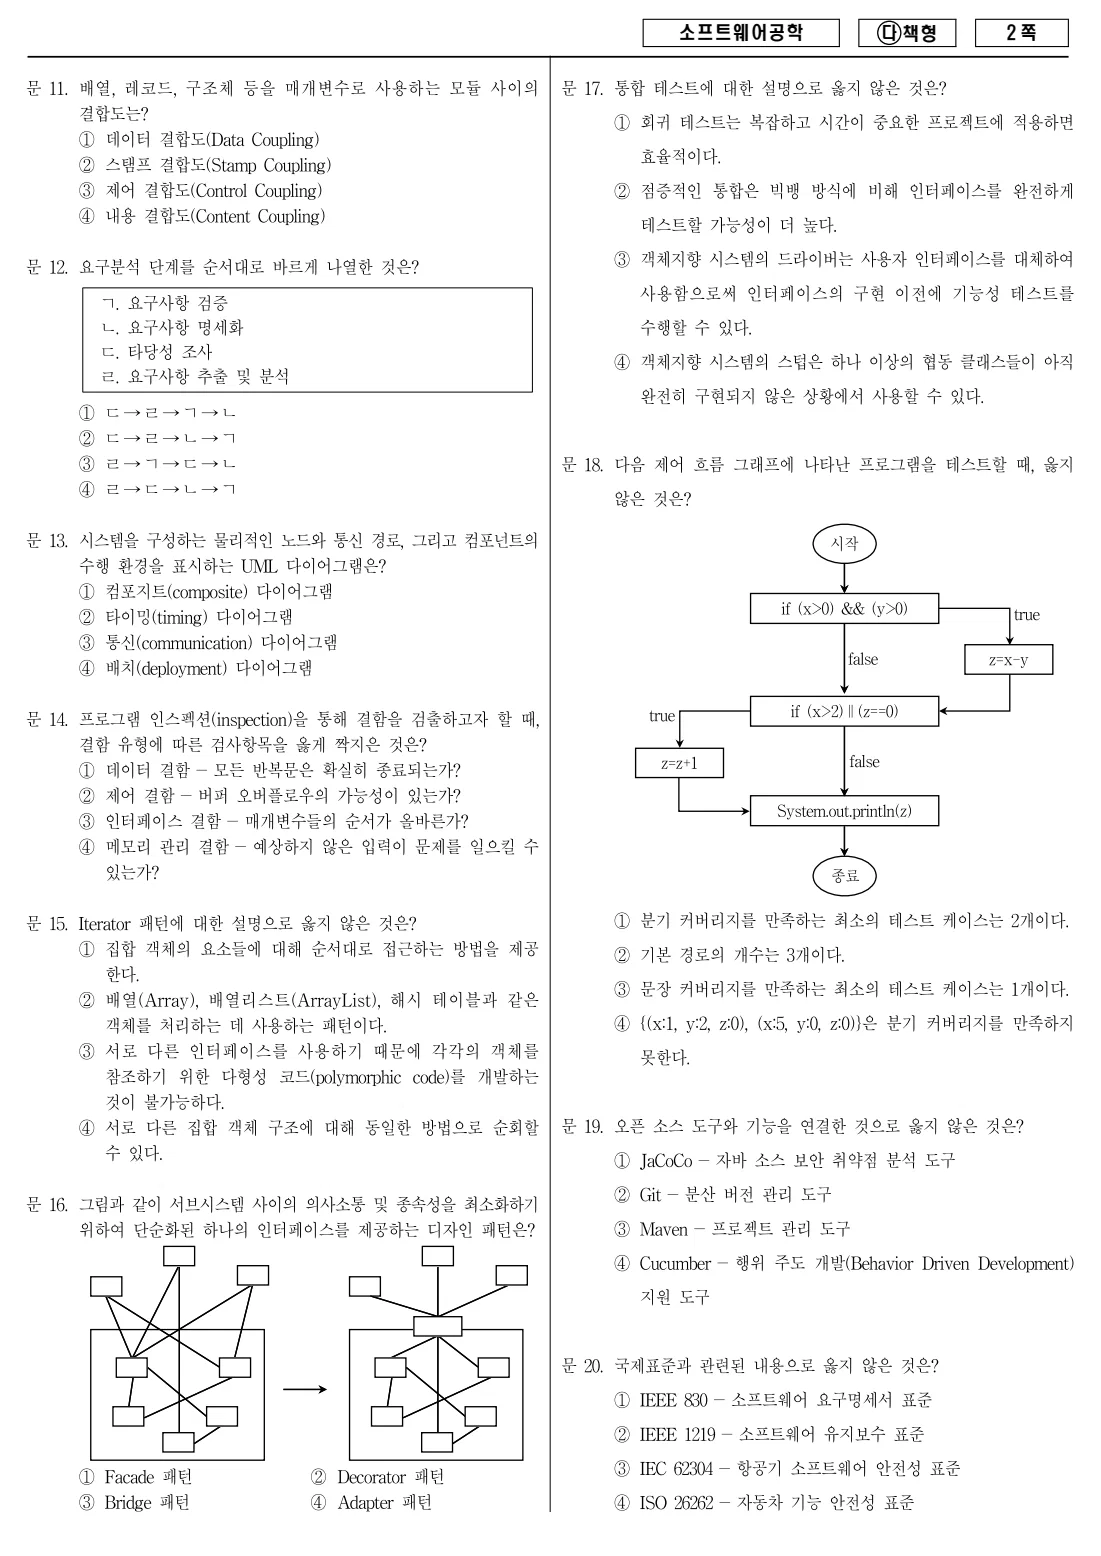 소프트웨어공학
㉰책형
2쪽
문 11. 배열, 레코드, 구조체 등을 매개변수로 사용하는 모듈 사이의
결합도는?
① 데이터 결합도(Data Coupling)
② 스탬프 결합도(Stamp Coupling)
③ 제어 결합도(Control Coupling)
④ 내용 결합도(Content Coupling)
문 12. 요구분석 단계를 순서대로 바르게 나열한 것은?
ㄱ. 요구사항 검증
ㄴ. 요구사항 명세화
ㄷ. 타당성 조사
ㄹ. 요구사항 추출 및 분석
① ㄷ→ㄹ→ㄱ→ㄴ
② ㄷ→ㄹ→ㄴ→ㄱ
③ ㄹ→ㄱ→ㄷ→ㄴ
④ ㄹ→ㄷ→ㄴ→ㄱ
문 13. 시스템을 구성하는 물리적인 노드와 통신 경로, 그리고 컴포넌트의
수행 환경을 표시하는 UML 다이어그램은?
① 컴포지트(composite) 다이어그램
② 타이밍(timing) 다이어그램
③ 통신(communication) 다이어그램
④ 배치(deployment) 다이어그램
문 14. 프로그램 인스펙션(inspection)을 통해 결함을 검출하고자 할 때,
결함 유형에 따른 검사항목을 옳게 짝지은 것은?
① 데이터 결함 – 모든 반복문은 확실히 종료되는가?
② 제어 결함 – 버퍼 오버플로우의 가능성이 있는가?
③ 인터페이스 결함 – 매개변수들의 순서가 올바른가?
④ 메모리 관리 결함 – 예상하지 않은 입력이 문제를 일으킬 수
있는가?
문 15. Iterator 패턴에 대한 설명으로 옳지 않은 것은?
① 집합 객체의 요소들에 대해 순서대로 접근하는 방법을 제공
한다.
② 배열(Array), 배열리스트(ArrayList), 해시 테이블과 같은
객체를 처리하는 데 사용하는 패턴이다.
③ 서로 다른 인터페이스를 사용하기 때문에 각각의 객체를
참조하기 위한 다형성 코드(polymorphic code)를 개발하는
것이 불가능하다.
④ 서로 다른 집합 객체 구조에 대해 동일한 방법으로 순회할
수 있다.
문 16. 그림과 같이 서브시스템 사이의 의사소통 및 종속성을 최소화하기
위하여 단순화된 하나의 인터페이스를 제공하는 디자인 패턴은?
① Facade 패턴 ② Decorator 패턴
③ Bridge 패턴 ④ Adapter 패턴
문 17. 통합 테스트에 대한 설명으로 옳지 않은 것은?
① 회귀 테스트는 복잡하고 시간이 중요한 프로젝트에 적용하면
효율적이다.
② 점증적인 통합은 빅뱅 방식에 비해 인터페이스를 완전하게
테스트할 가능성이 더 높다.
③ 객체지향 시스템의 드라이버는 사용자 인터페이스를 대체하여
사용함으로써 인터페이스의 구현 이전에 기능성 테스트를
수행할 수 있다.
④ 객체지향 시스템의 스텁은 하나 이상의 협동 클래스들이 아직
완전히 구현되지 않은 상황에서 사용할 수 있다.
문 18. 다음 제어 흐름 그래프에 나타난 프로그램을 테스트할 때, 옳지
않은 것은?
시작
if (x>0) && (y>0)
true
false
z=x-y
if (x>2)||(z==0)
true
z=z+1
false
System.out.println(z)
종료
① 분기 커버리지를 만족하는 최소의 테스트 케이스는 2개이다.
② 기본 경로의 개수는 3개이다.
③ 문장 커버리지를 만족하는 최소의 테스트 케이스는 1개이다.
④ {(x:1, y:2, z:0), (x:5, y:0, z:0)}은 분기 커버리지를 만족하지
못한다.
문 19. 오픈 소스 도구와 기능을 연결한 것으로 옳지 않은 것은?
① JaCoCo – 자바 소스 보안 취약점 분석 도구
② Git – 분산 버전 관리 도구
③ Maven – 프로젝트 관리 도구
④ Cucumber – 행위 주도 개발(Behavior Driven Development)
지원 도구
문 20. 국제표준과 관련된 내용으로 옳지 않은 것은?
① IEEE 830 – 소프트웨어 요구명세서 표준
② IEEE 1219 – 소프트웨어 유지보수 표준
③ IEC 62304 – 항공기 소프트웨어 안전성 표준
④ ISO 26262 – 자동차 기능 안전성 표준